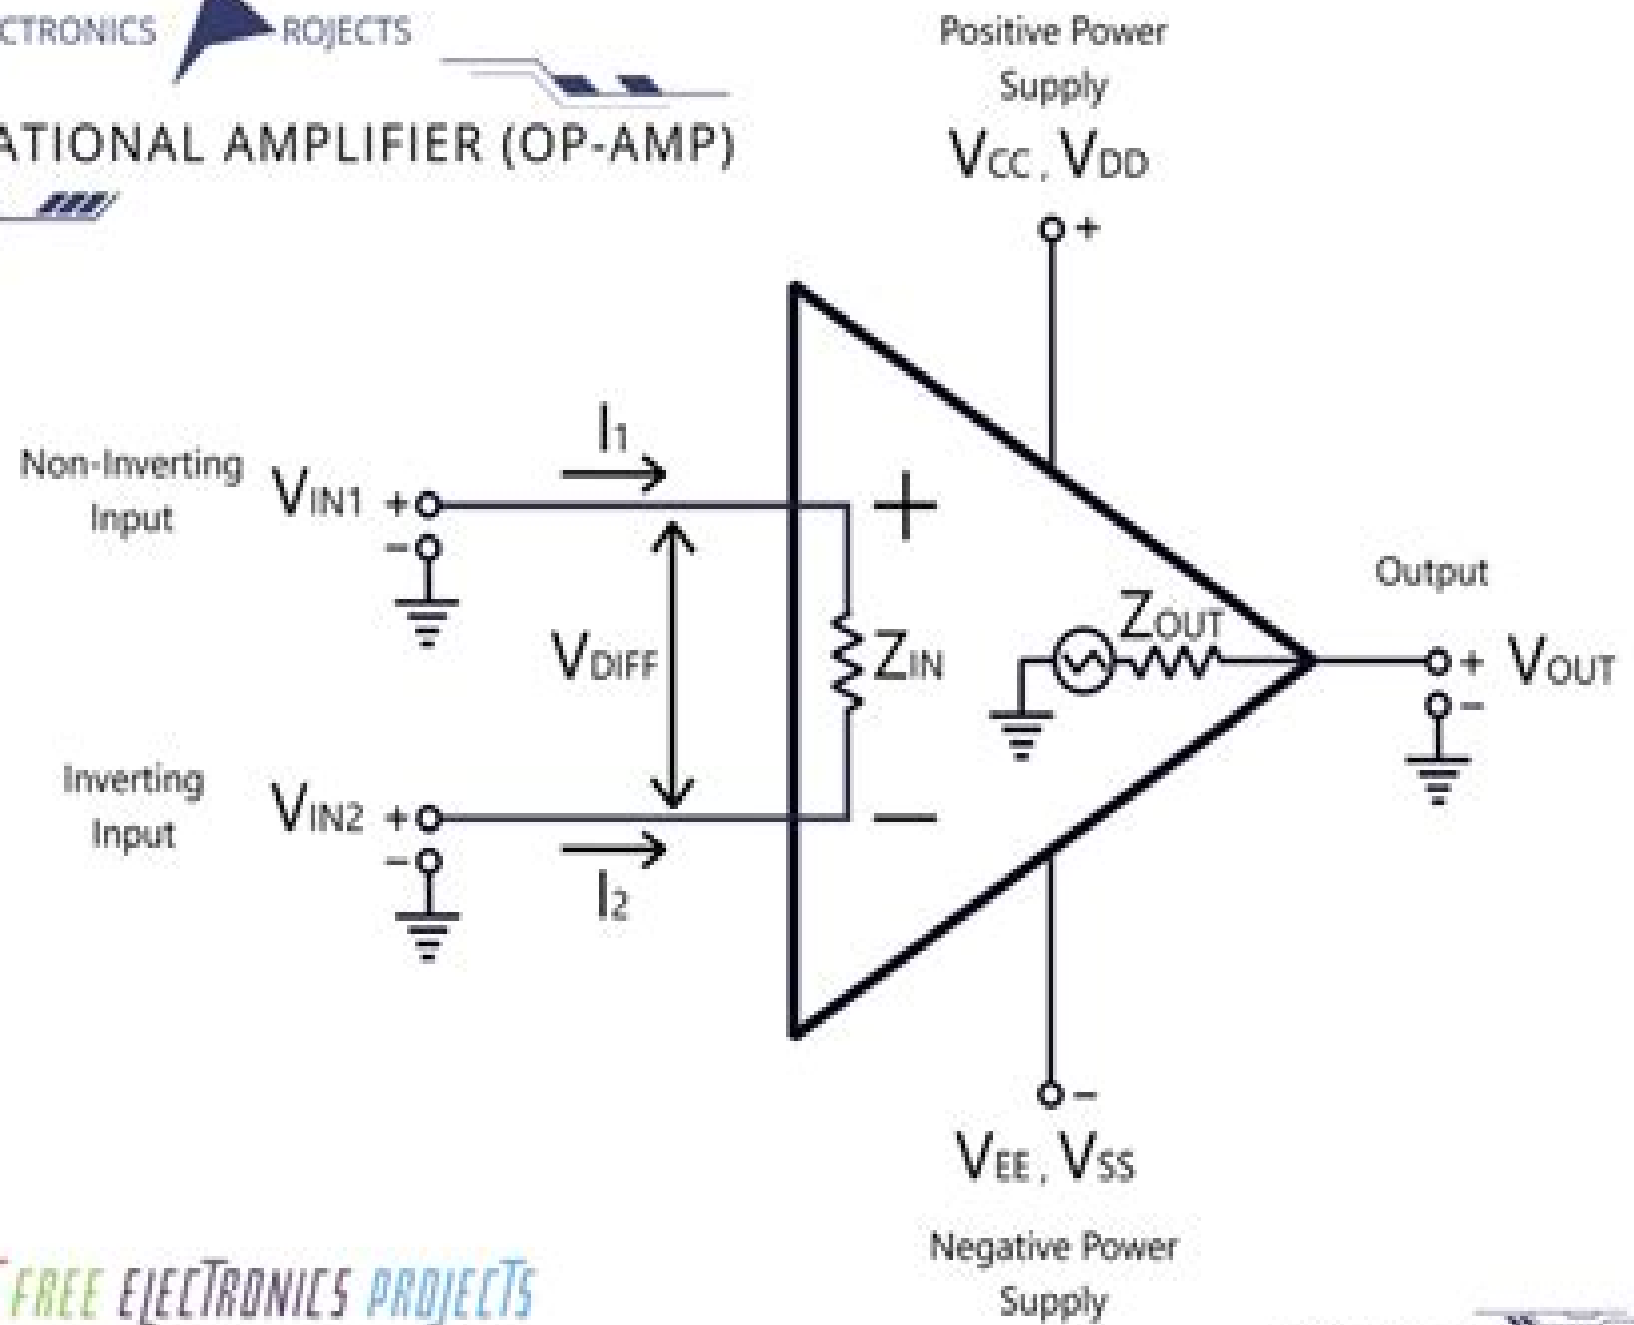 CTRONICS ROJECTS
ATIONAL AMPLIFIER (OP-AMP)
Positive Power
Supply
VCC , VDD
+
I1
Non-Inverting
Input
VIN1 +
-
+
VDIFF
ZIN
ZOUT
Output
+ VOUT
-
Inverting
Input
VIN2 +
-
I2
-
-
VEE , VSS
Negative Power
Supply
FREE ELECTRONICS PROJECTS